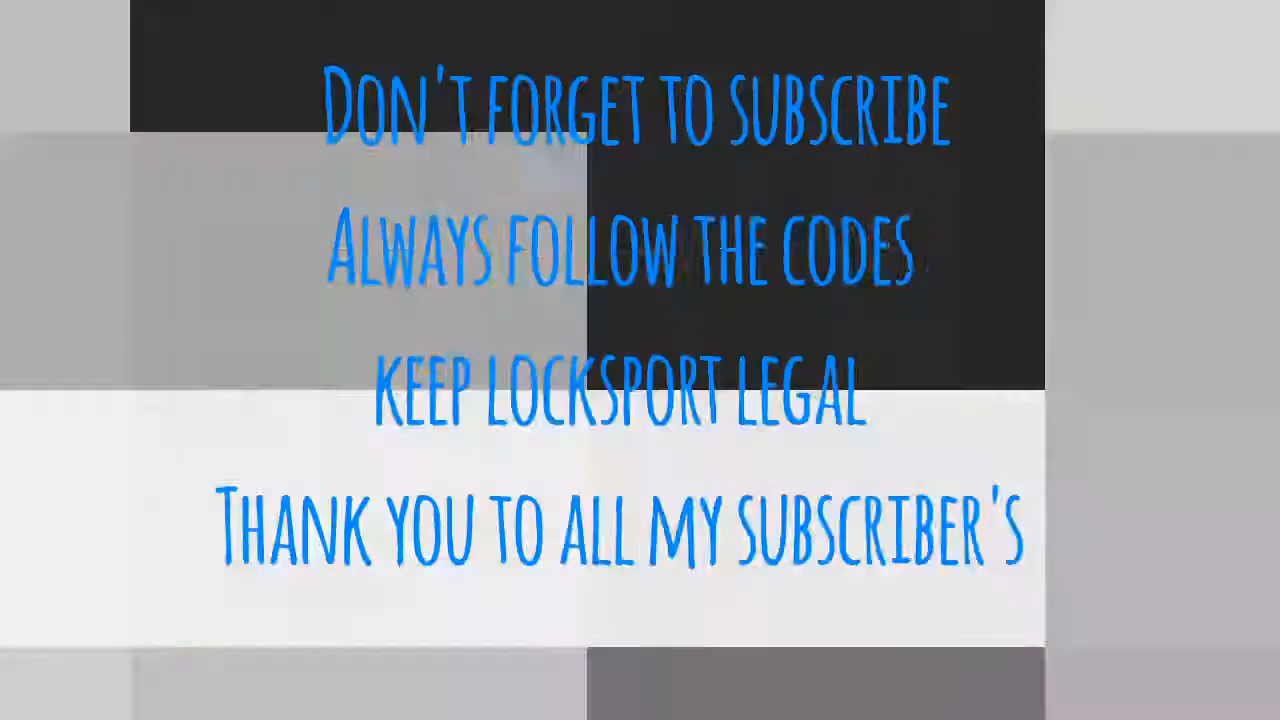 Don't forget to subscribe
Always follow the codes
keep locksport legal
Thank you to all my subscriber's